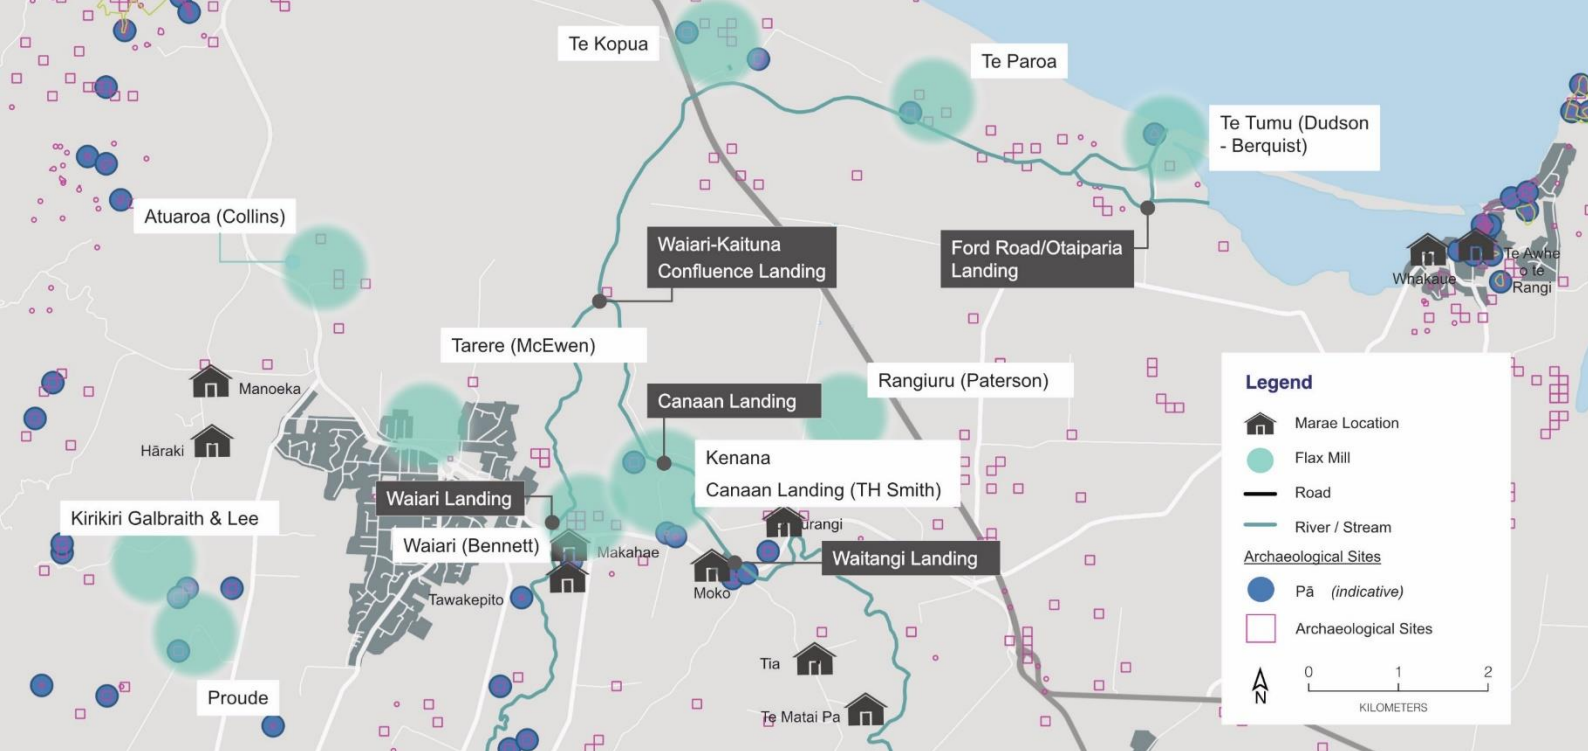 Te Kopua
Te Paroa
Te Tumu (Dudson
- Berquist)
Atuaroa (Collins)
Waiari-Kaituna
Confluence Landing
Ford Road/Otaiparia
Landing
Te Awhe
o te
Rangi
Whakaue
Tarere (McEwen)
Rangiuru (Paterson)
Manoeka
Canaan Landing
Hāraki
Kenana
Canaan Landing (TH Smith)
Waiari Landing
Kirikiri Galbraith & Lee
urangi
Waiari (Bennett)
Makahae
Waitangi Landing
Moko
Tawakepito
Tia
Proude
Te Matai Pa
Legend
Marae Location
Flax Mill
Road
River / Stream
Archaeological Sites
Pā (indicative)
Archaeological Sites
N
0 1 2
KILOMETERS